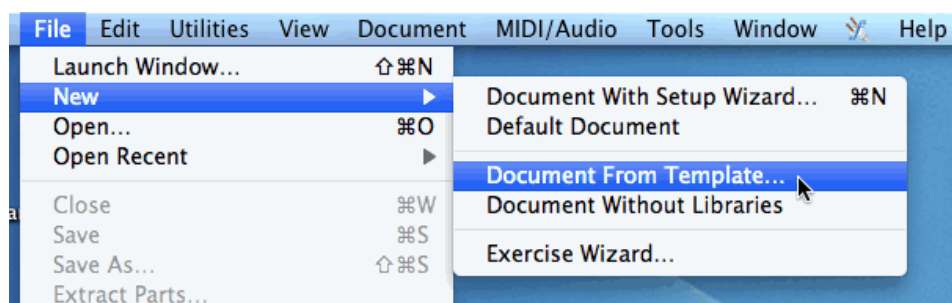 File Edit Utilities View Document MIDI/Audio Tools Window Help
Launch Window... ⇧⌘N
New
Open... ⌘O
Open Recent
Close ⌘W
Save ⌘S
Save As... ⇧⌘S
Extract Parts...
Document With Setup Wizard... ⌘N
Default Document
Document From Template...
Document Without Libraries
Exercise Wizard...